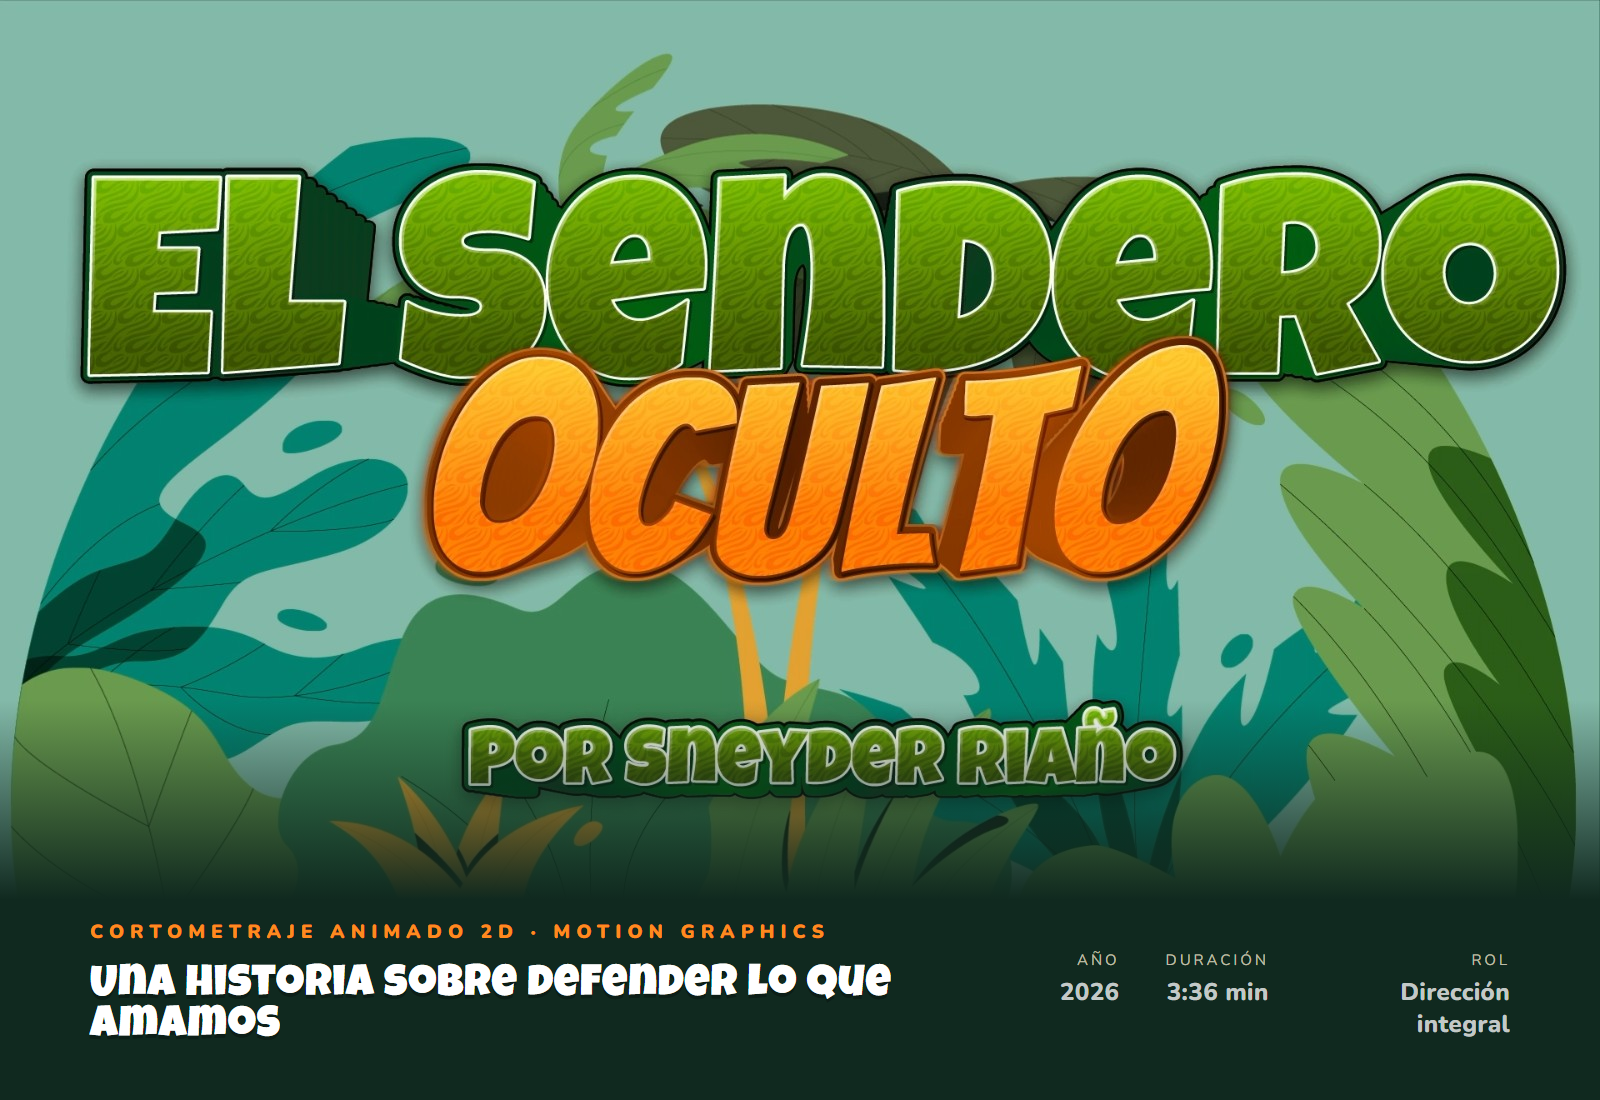 EL SENDERO
OCULTO
POR SNEYDER RIAÑO
CORTOMETRAJE ANIMADO 2D · MOTION GRAPHICS
UNA HISTORIA SOBRE DEFENDER LO QUE
AMAMOS
AÑO
2026
DURACIÓN
3:36 min
ROL
Dirección
integral